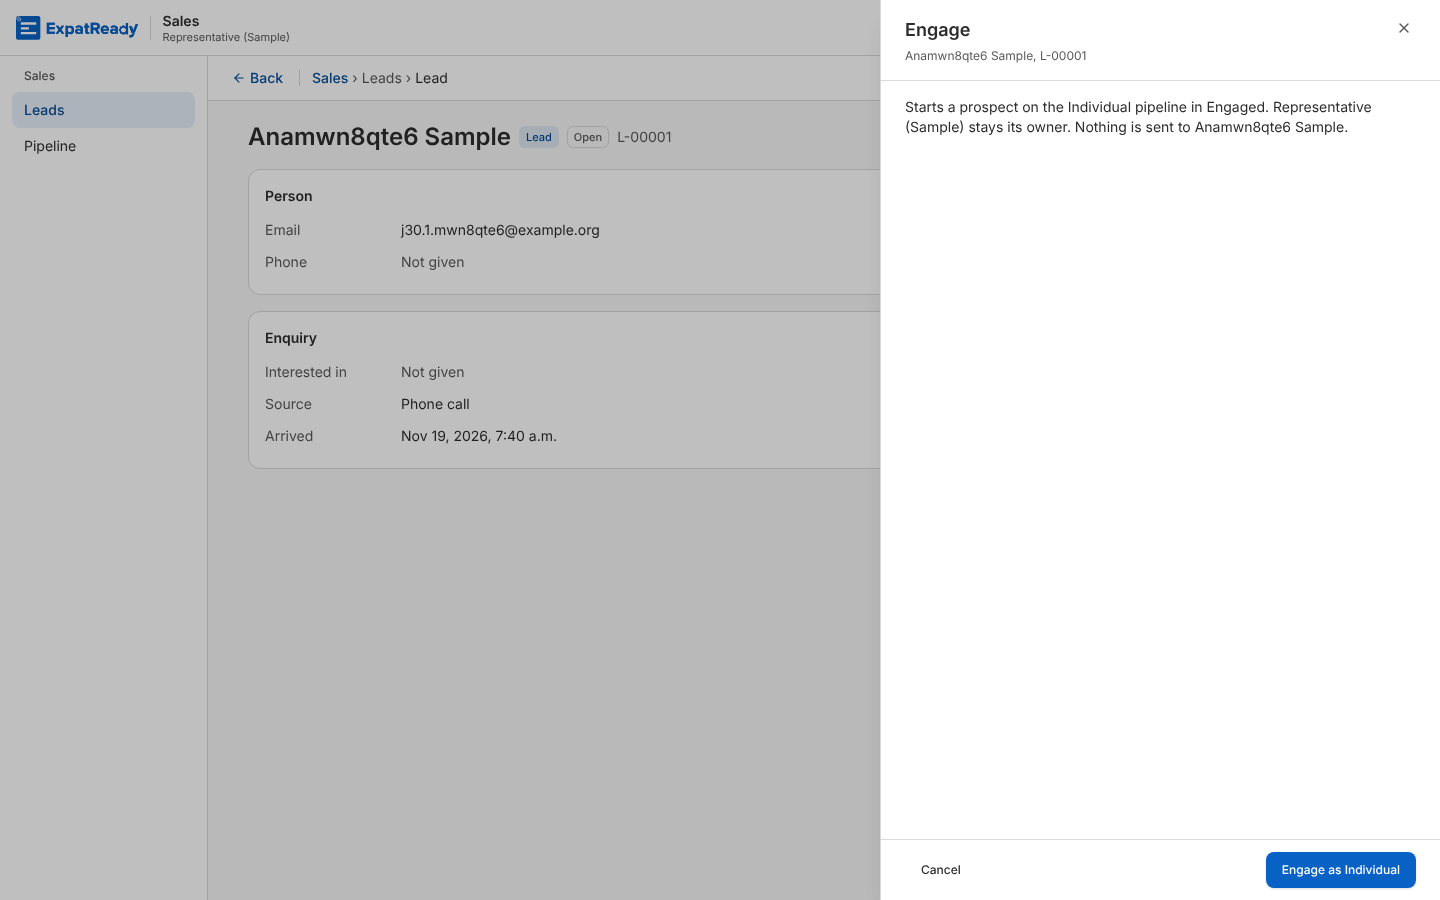 ExpatReady
Sales
Representative (Sample)
Sales
Leads
Pipeline
← Back
Sales › Leads › Lead
Anamwn8qte6 Sample Lead Open L-00001
Person
Email j30.1.mwn8qte6@example.org
Phone Not given
Enquiry
Interested in Not given
Source Phone call
Arrived Nov 19, 2026, 7:40 a.m.
Engage
Anamwn8qte6 Sample, L-00001
Starts a prospect on the Individual pipeline in Engaged. Representative
(Sample) stays its owner. Nothing is sent to Anamwn8qte6 Sample.
Cancel
Engage as Individual